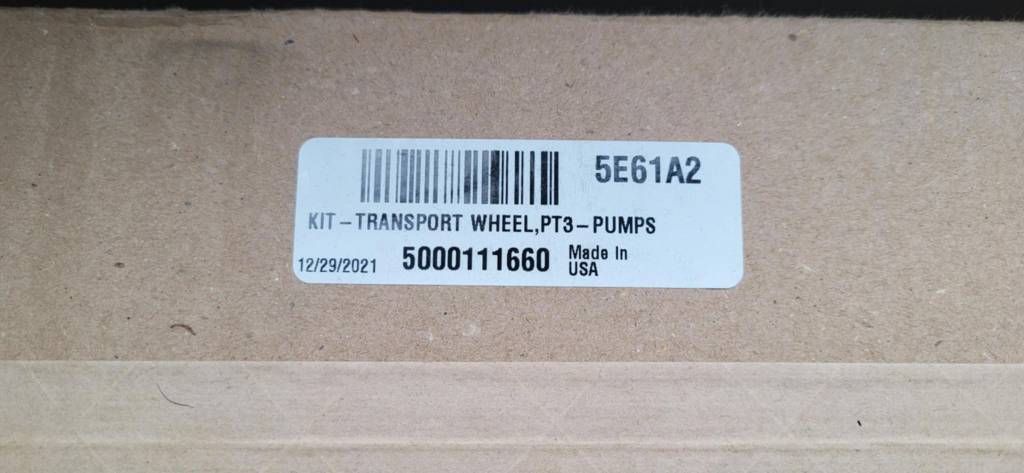 5E61A2
KIT-TRANSPORT WHEEL,PT3-PUMPS
12/29/2021 5000111660 Made In
USA